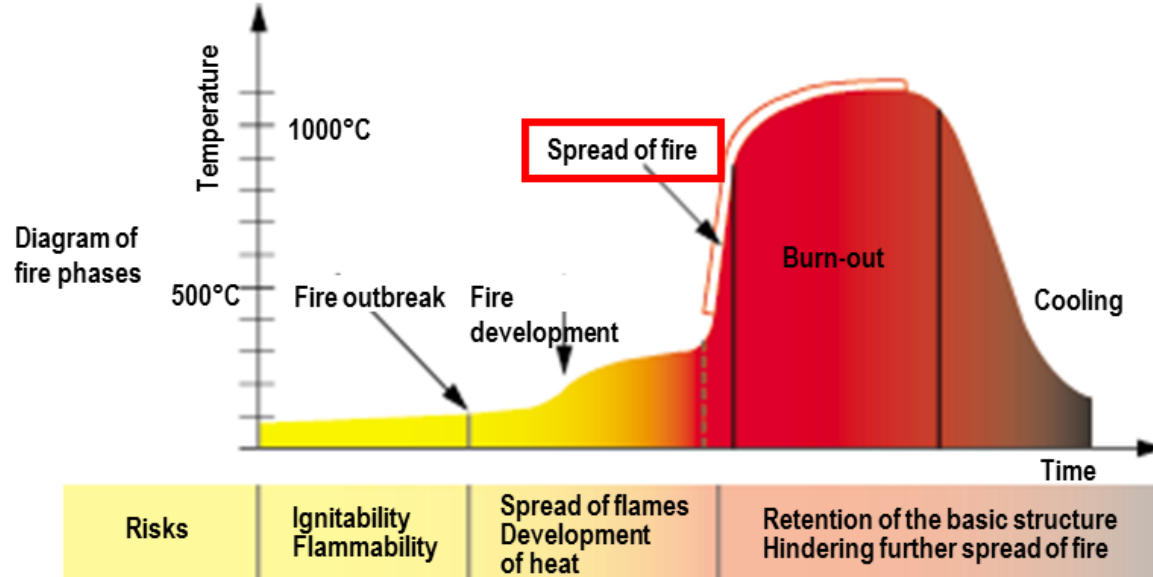 Temperature
1000°C
Spread of fire
Diagram of
fire phases
Burn-out
500°C
Fire outbreak
Fire
development
Cooling
Time
Risks
Ignitability
Flammability
Spread of flames
Development
of heat
Retention of the basic structure
Hindering further spread of fire